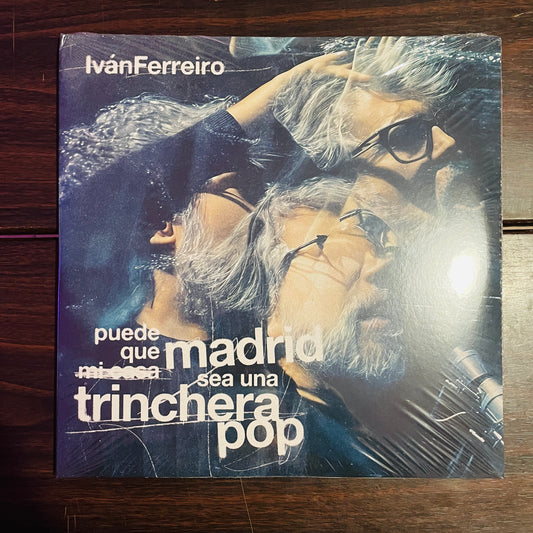 IvánFerreiro
puede
que madrid
mi casa sea una
trinchera
pop